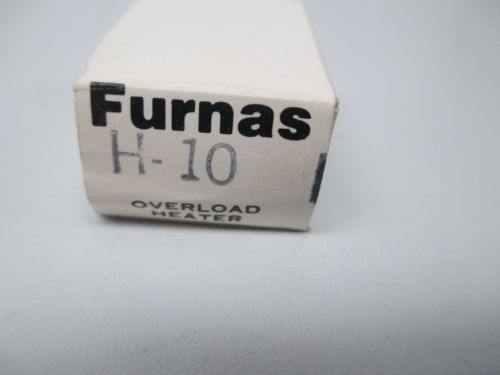 Furnas
H-10
OVERLOAD
HEATER